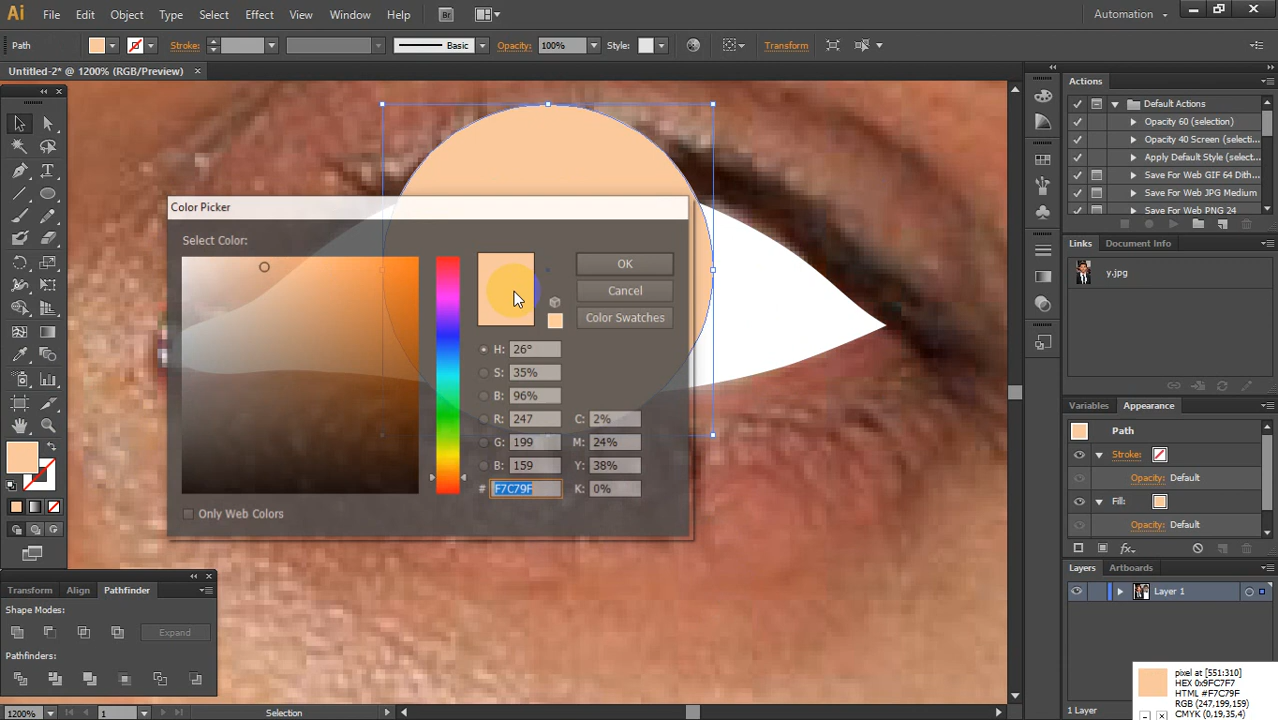 Ai File Edit Object Type Select Effect View Window Help Br Automation
Path Stroke: Basic Opacity: 100% Style: Transform
Untitled-2* @ 1200% (RGB/Preview) ×
Actions
Default Actions
Opacity 60 (selection)
Opacity 40 Screen (selecti...
Apply Default Style (select...
Save For Web GIF 64 Dith...
Save For Web JPG Medium
Save For Web PNG 24
Links Document Info
y.jpg
Color Picker
Select Color:
OK
Cancel
Color Swatches
H: 26°
S: 35%
B: 96%
R: 247 C: 2%
G: 199 M: 24%
B: 159 Y: 38%
# F7C79F K: 0%
Only Web Colors
Variables Appearance
Path
Stroke:
Opacity: Default
Fill:
Opacity: Default
fx
Layers Artboards
Layer 1
1 Layer
Transform Align Pathfinder
Shape Modes:
Expand
Pathfinders:
1200% 1 Selection
pixel at [551:310]
HEX 0x9FC7F7
HTML #F7C79F
RGB (247,199,159)
CMYK (0,19,35,4)